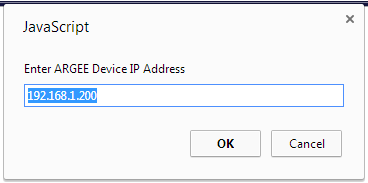 JavaScript
Enter ARGEE Device IP Address
192.168.1.200
OK Cancel